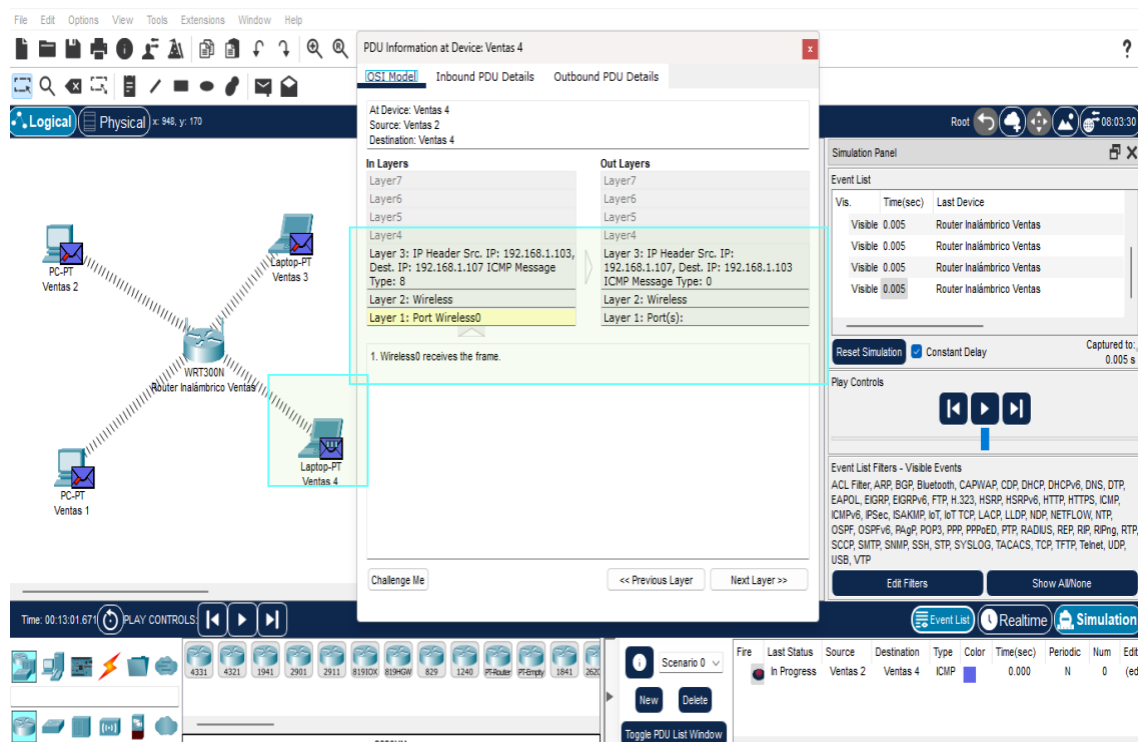 File Edit Options View Tools Extensions Window Help
PDU Information at Device: Ventas 4
x
?
OSI Model Inbound PDU Details Outbound PDU Details
At Device: Ventas 4
Source: Ventas 2
Destination: Ventas 4
Logical Physical x: 948, y: 170
Root 08:03:30
In Layers Out Layers
Layer7 Layer7
Layer6 Layer6
Layer5 Layer5
Layer4 Layer4
Layer 3: IP Header Src. IP: 192.168.1.103,
Dest. IP: 192.168.1.107 ICMP Message
Type: 8
Layer 3: IP Header Src. IP:
192.168.1.107, Dest. IP: 192.168.1.103
ICMP Message Type: 0
Layer 2: Wireless Layer 2: Wireless
Layer 1: Port Wireless0 Layer 1: Port(s):
1. Wireless0 receives the frame.
Challenge Me << Previous Layer Next Layer >>
PC-PT
Ventas 2
Laptop-PT
Ventas 3
WRT300N
Router Inalámbrico Ventas
PC-PT
Ventas 1
Laptop-PT
Ventas 4
Simulation Panel
Event List
Vis. Time(sec) Last Device
Visible 0.005 Router Inalámbrico Ventas
Visible 0.005 Router Inalámbrico Ventas
Visible 0.005 Router Inalámbrico Ventas
Visible 0.005 Router Inalámbrico Ventas
Reset Simulation Constant Delay
Captured to:
0.005 s
Play Controls
Event List Filters - Visible Events
ACL Filter, ARP, BGP, Bluetooth, CAPWAP, CDP, DHCP, DHCPv6, DNS, DTP,
EAPOL, EIGRP, EIGRPv6, FTP, H.323, HSRP, HSRPv6, HTTP, HTTPS, ICMP,
ICMPv6, IPSec, ISAKMP, IoT, IoT TCP, LACP, LLDP, NDP, NETFLOW, NTP,
OSPF, OSPFv6, PAgP, POP3, PPP, PPPoED, PTP, RADIUS, REP, RIP, RIPng, RTP,
SCCP, SMTP, SNMP, SSH, STP, SYSLOG, TACACS, TCP, TFTP, Telnet, UDP,
USB, VTP
Edit Filters Show All/None
Time: 00:13:01.671 PLAY CONTROLS:
Event List Realtime Simulation
4331 4321 1941 2901 2911 819IOX 819HGW 829 1240 PT-Router PT-Empty 1841
Scenario 0
New Delete
Toggle PDU List Window
Fire Last Status Source Destination Type Color Time(sec) Periodic Num Edit
In Progress Ventas 2 Ventas 4 ICMP 0.000 N 0 (ed